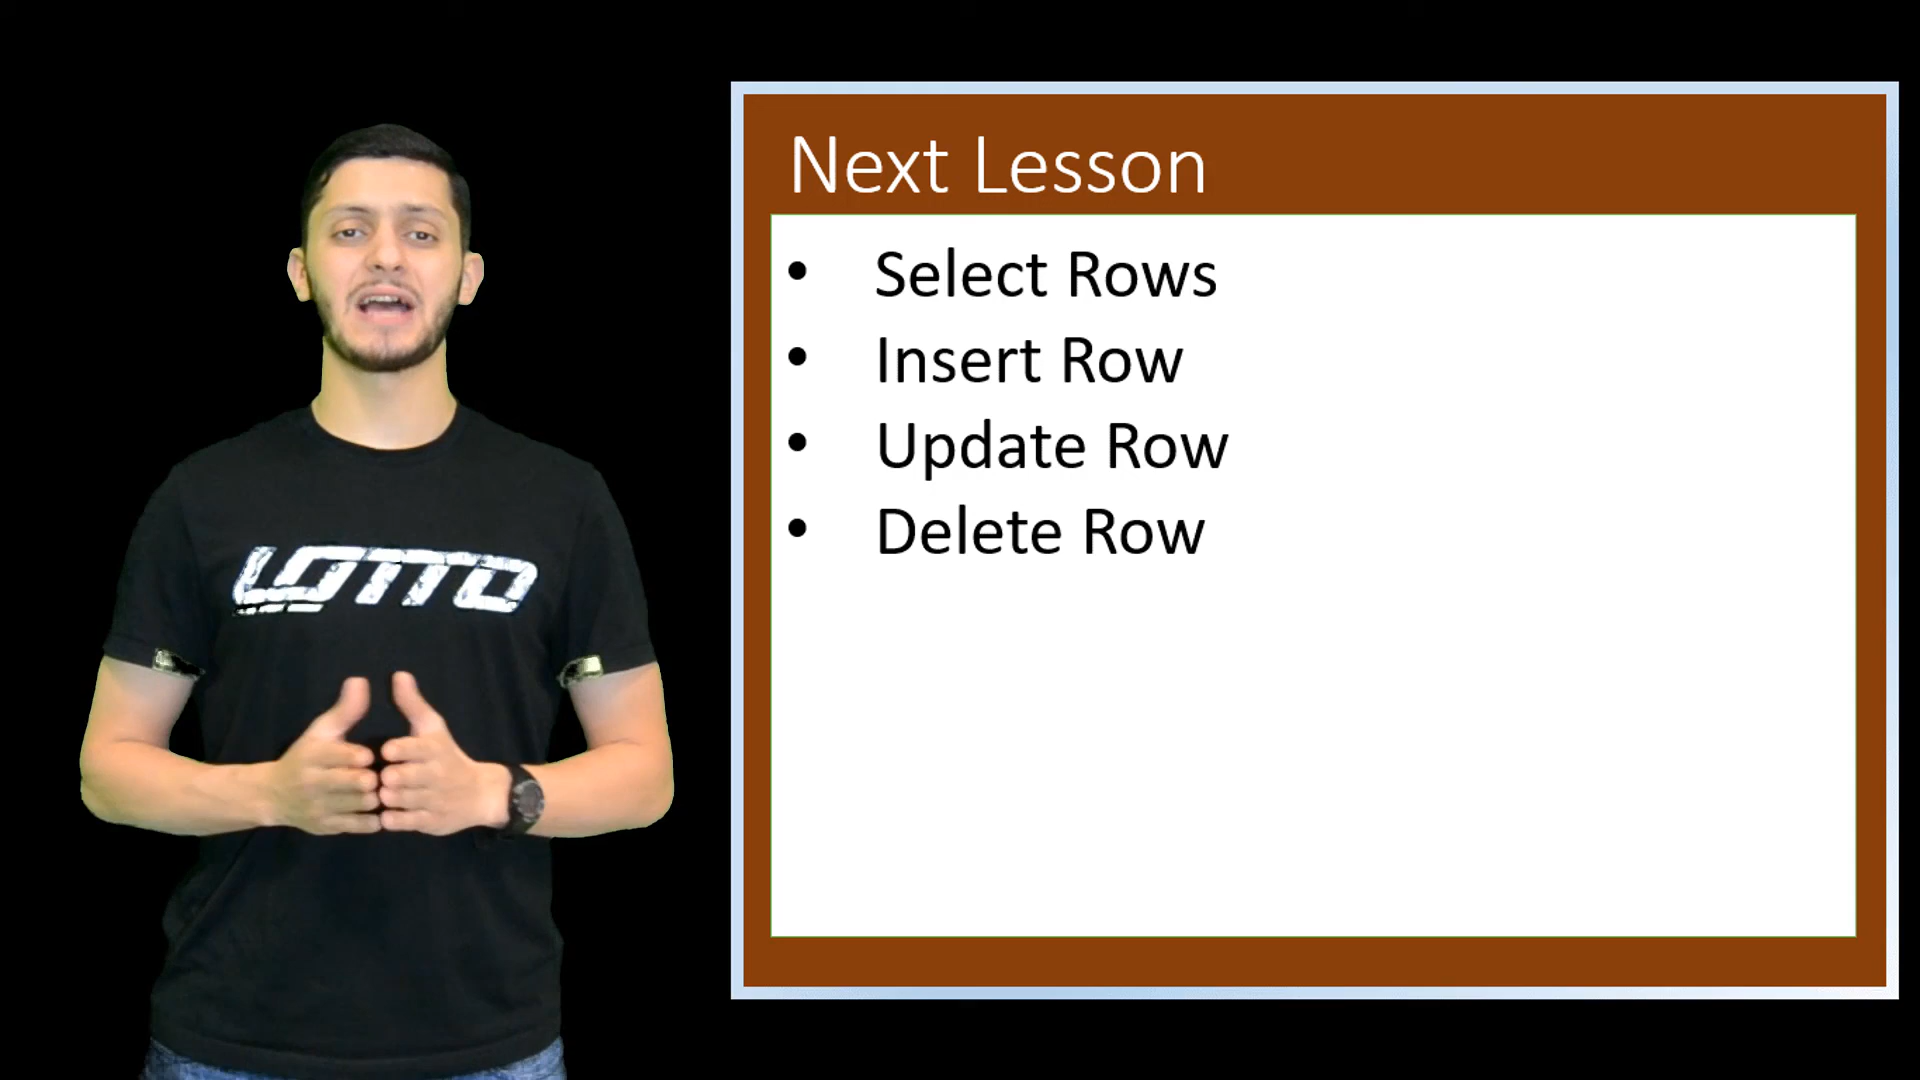 Next Lesson
• Select Rows
• Insert Row
• Update Row
• Delete Row
LOTTO